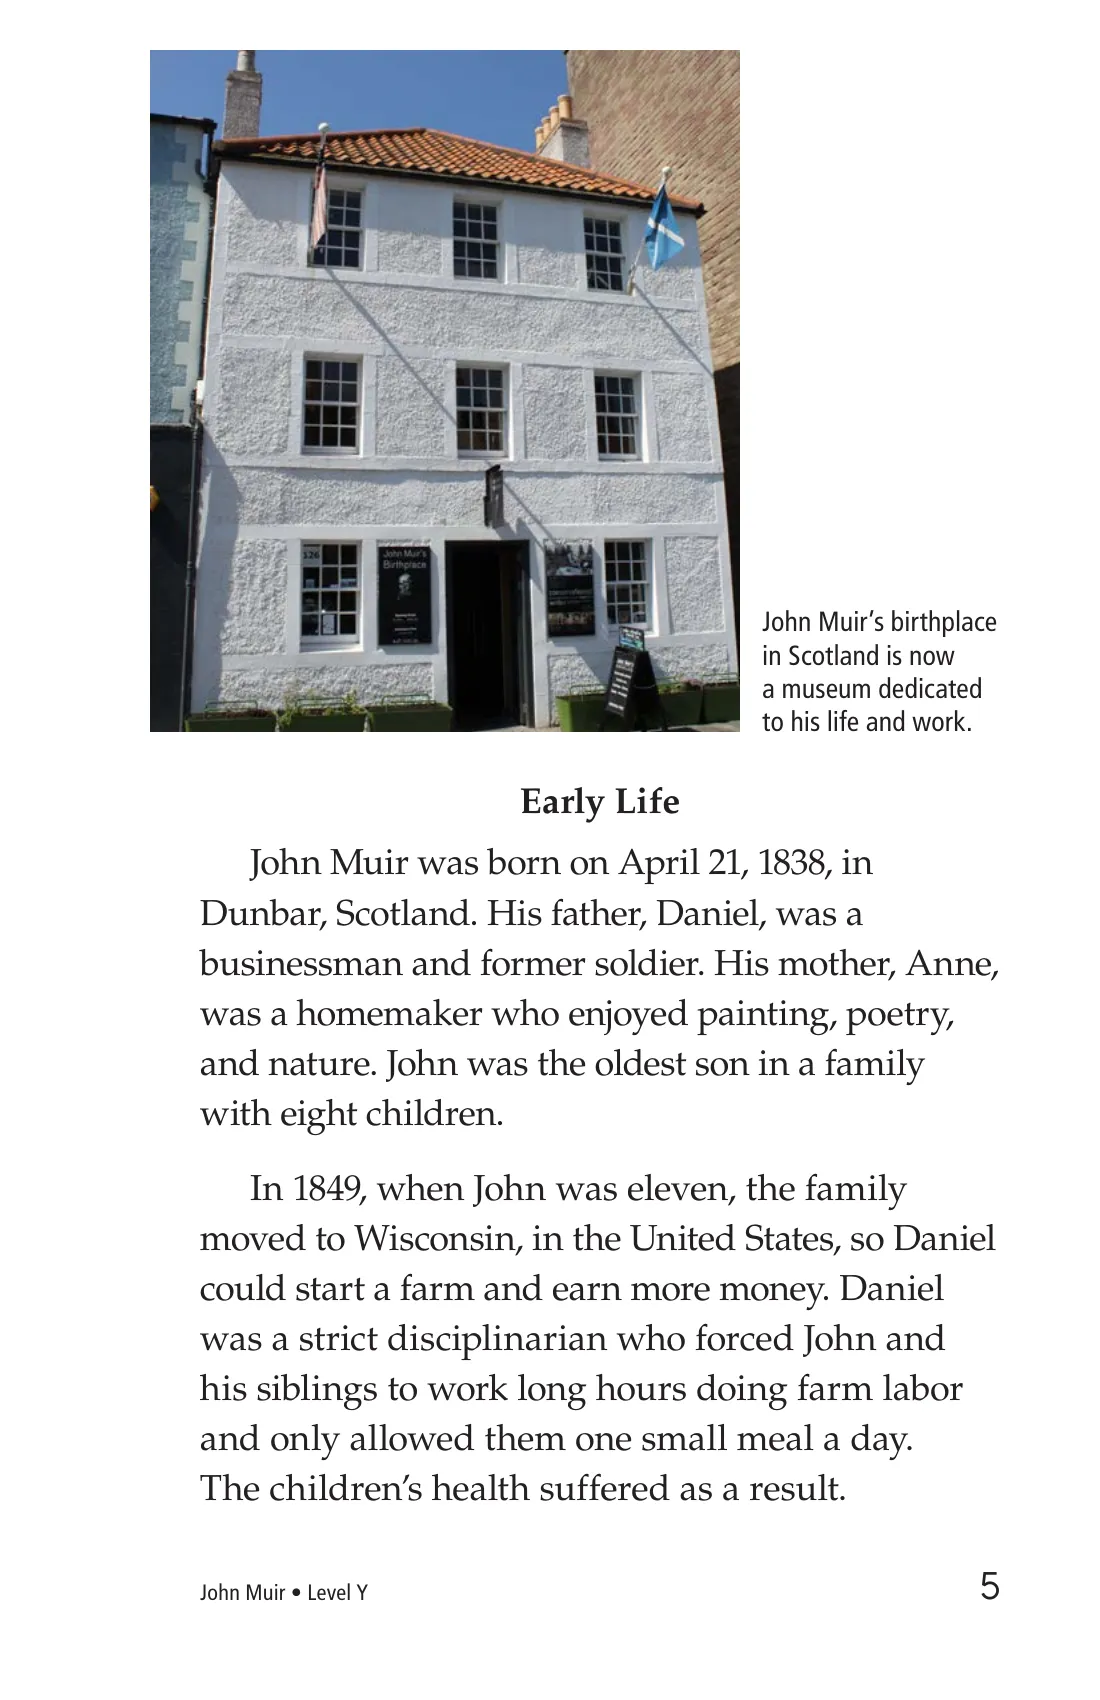 126
John Muir's
Birthplace
John Muir’s birthplace
in Scotland is now
a museum dedicated
to his life and work.
Early Life
John Muir was born on April 21, 1838, in
Dunbar, Scotland. His father, Daniel, was a
businessman and former soldier. His mother, Anne,
was a homemaker who enjoyed painting, poetry,
and nature. John was the oldest son in a family
with eight children.
In 1849, when John was eleven, the family
moved to Wisconsin, in the United States, so Daniel
could start a farm and earn more money. Daniel
was a strict disciplinarian who forced John and
his siblings to work long hours doing farm labor
and only allowed them one small meal a day.
The children’s health suffered as a result.
John Muir • Level Y
5